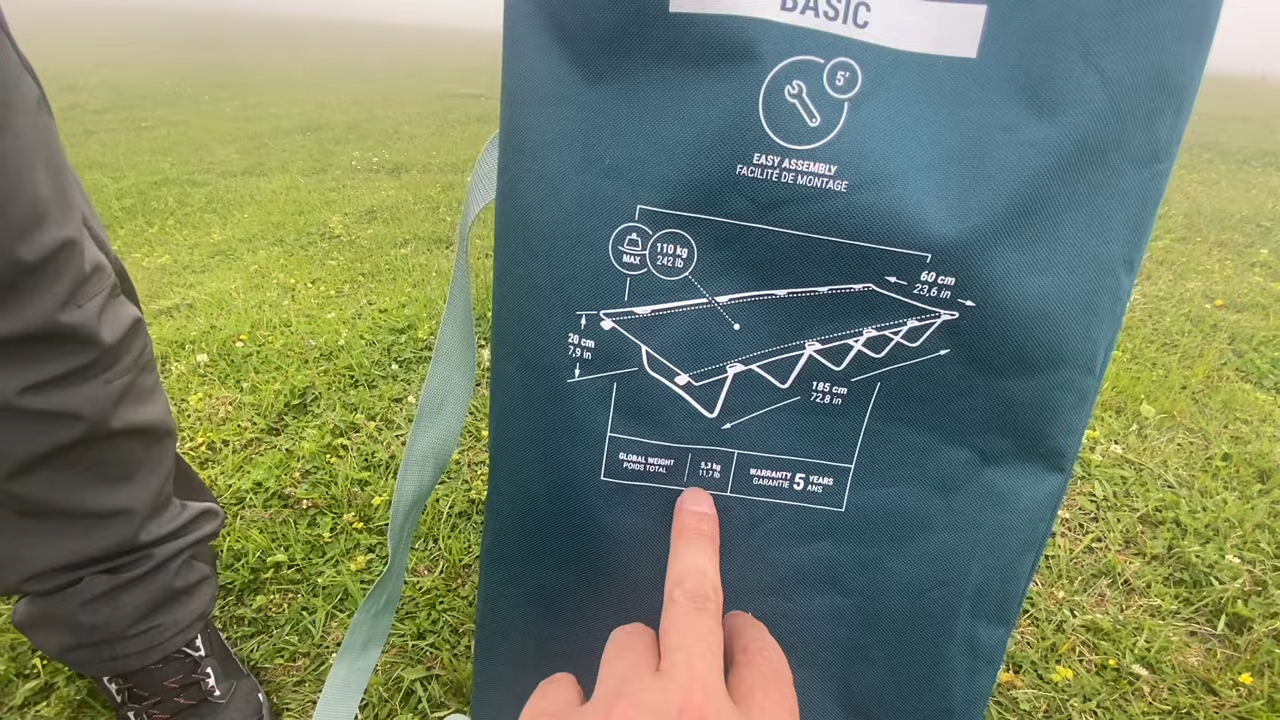 BASIC
5'
EASY ASSEMBLY
FACILITÉ DE MONTAGE
MAX
110 kg
242 lb
60 cm
23,6 in
20 cm
7,9 in
185 cm
72,8 in
GLOBAL WEIGHT
POIDS TOTAL
5,3 kg
11,7 lb
WARRANTY 5 YEARS
GARANTIE ANS